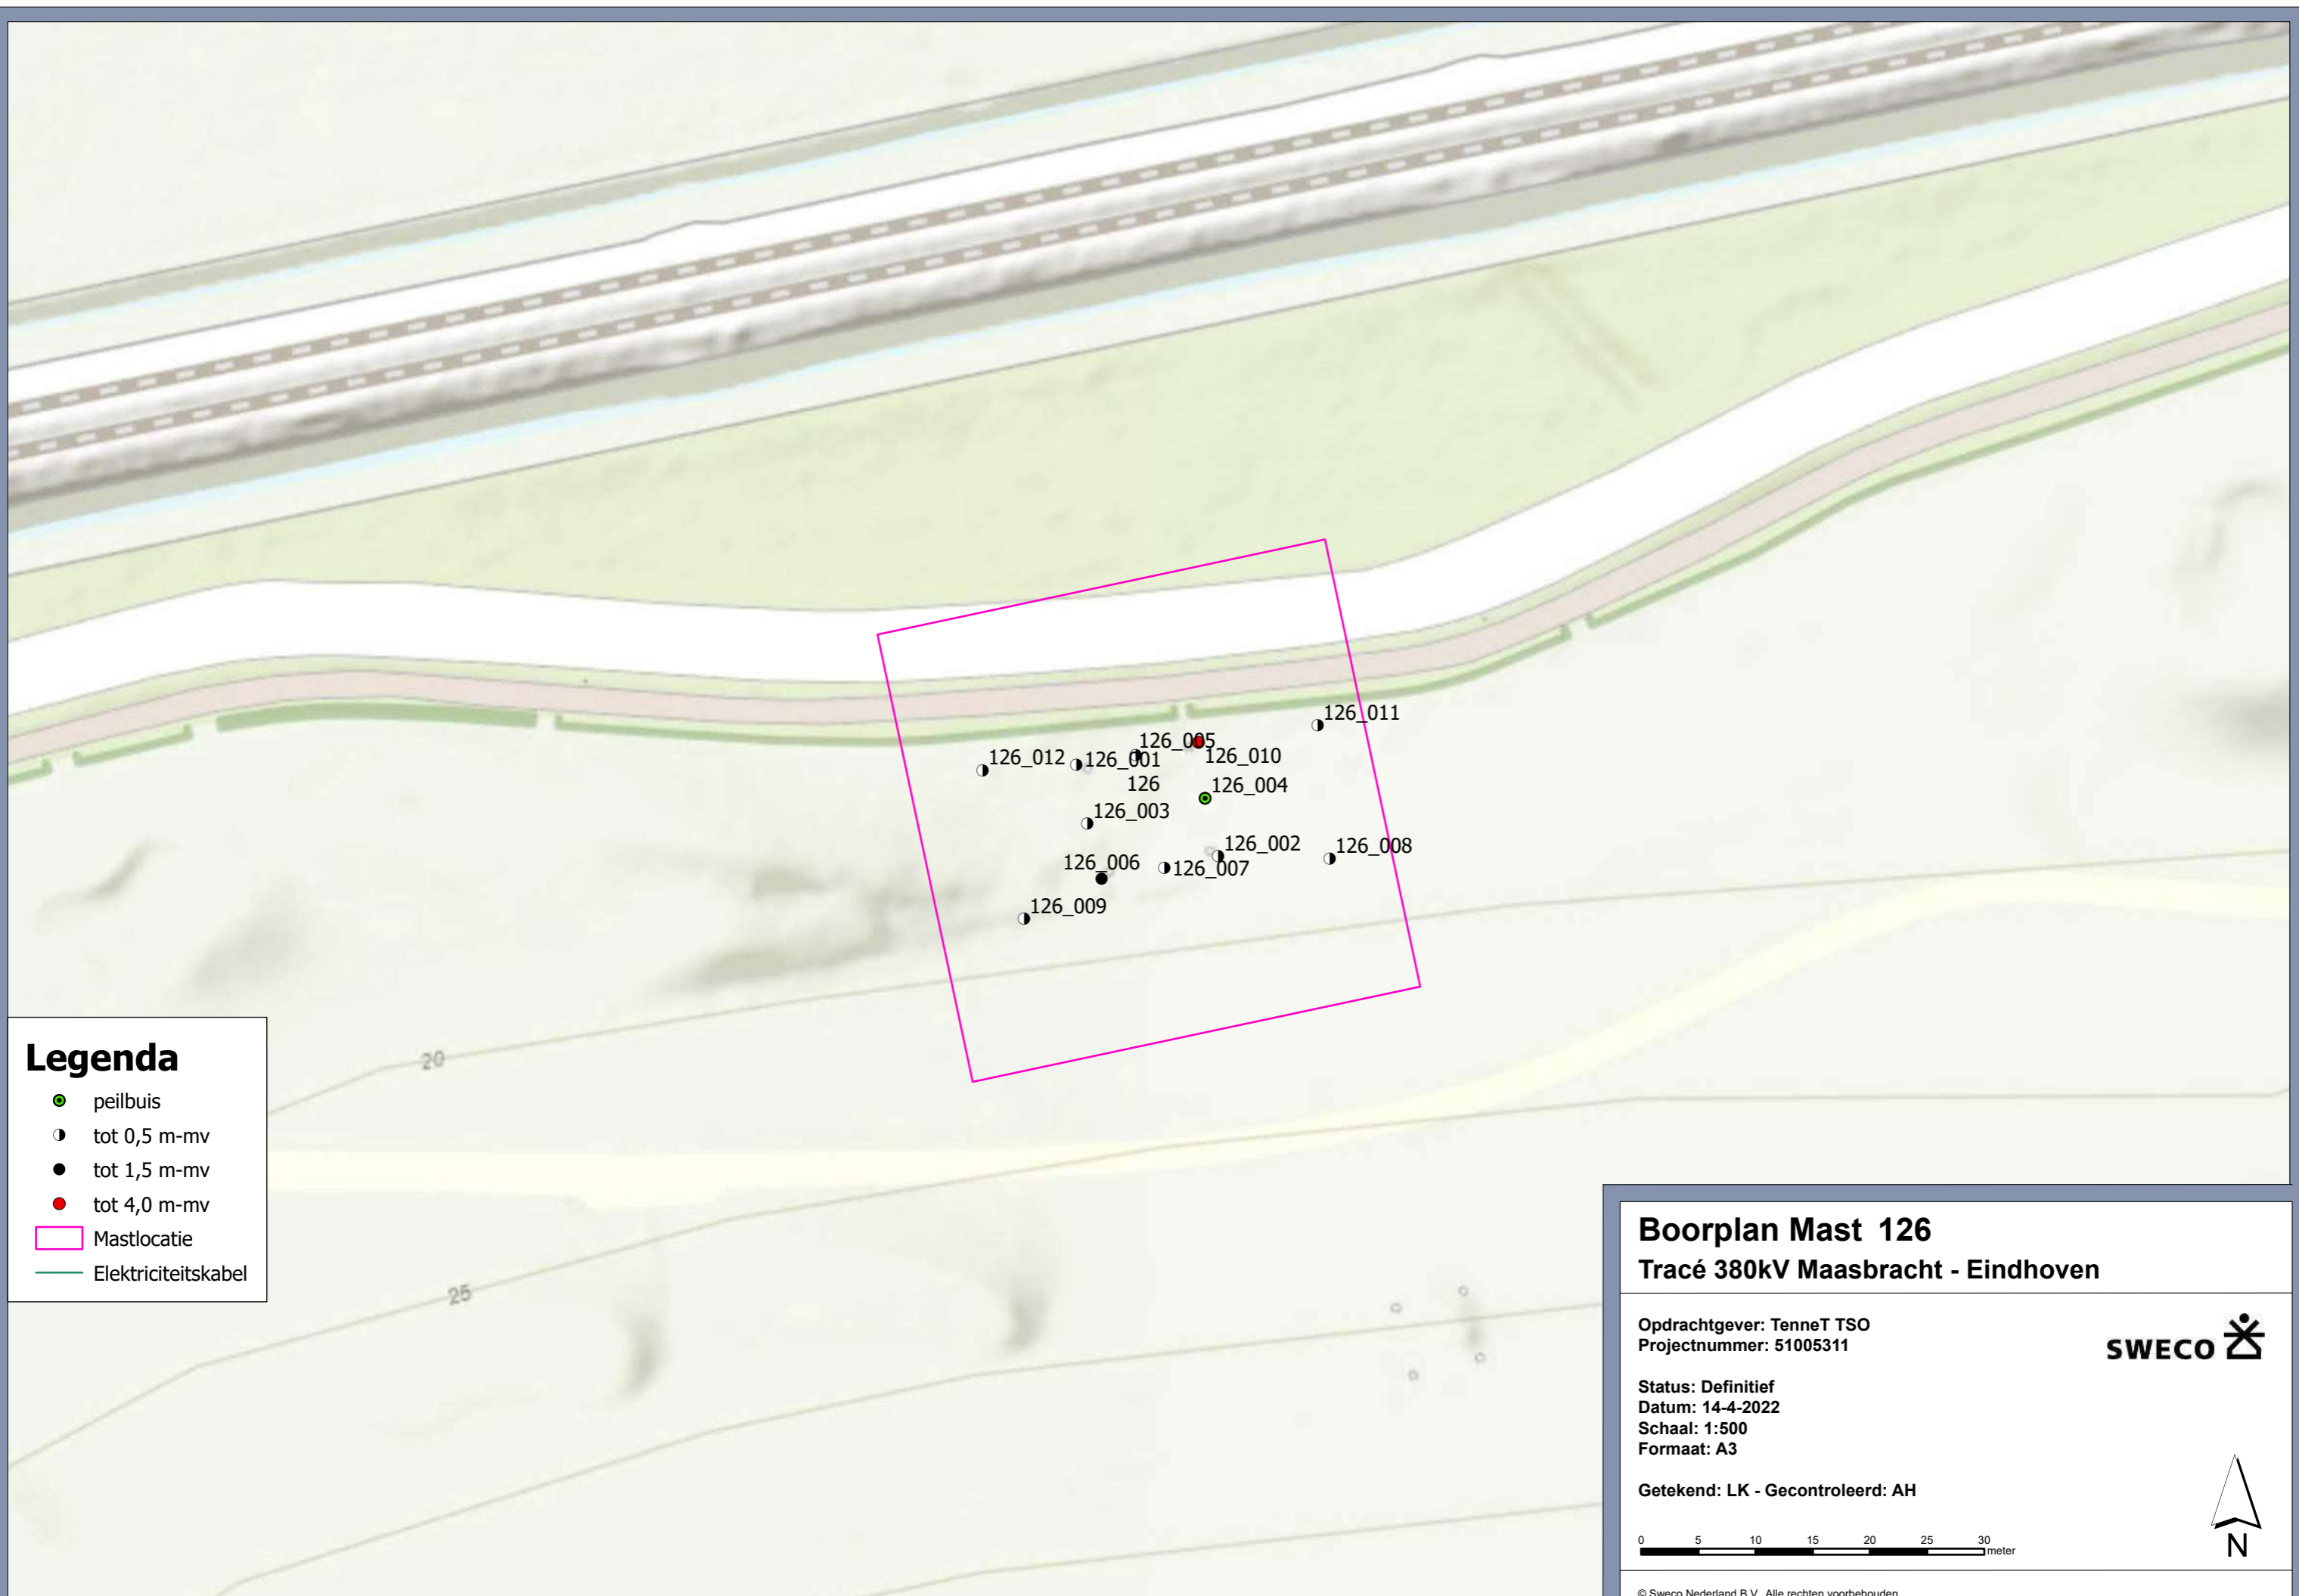 126_011
126_005
126_012
126_001
126_010
126
126_004
126_003
126_002
126_008
126_006
126_007
126_009
20
25
Legenda
peilbuis
tot 0,5 m-mv
tot 1,5 m-mv
tot 4,0 m-mv
Mastlocatie
Elektriciteitskabel
Boorplan Mast 126
Tracé 380kV Maasbracht - Eindhoven
Opdrachtgever: TenneT TSO
Projectnummer: 51005311
SWECO
Status: Definitief
Datum: 14-4-2022
Schaal: 1:500
Formaat: A3
Getekend: LK - Gecontroleerd: AH
0 5 10 15 20 25 30
meter
N
© Sweco Nederland B.V. Alle rechten voorbehouden